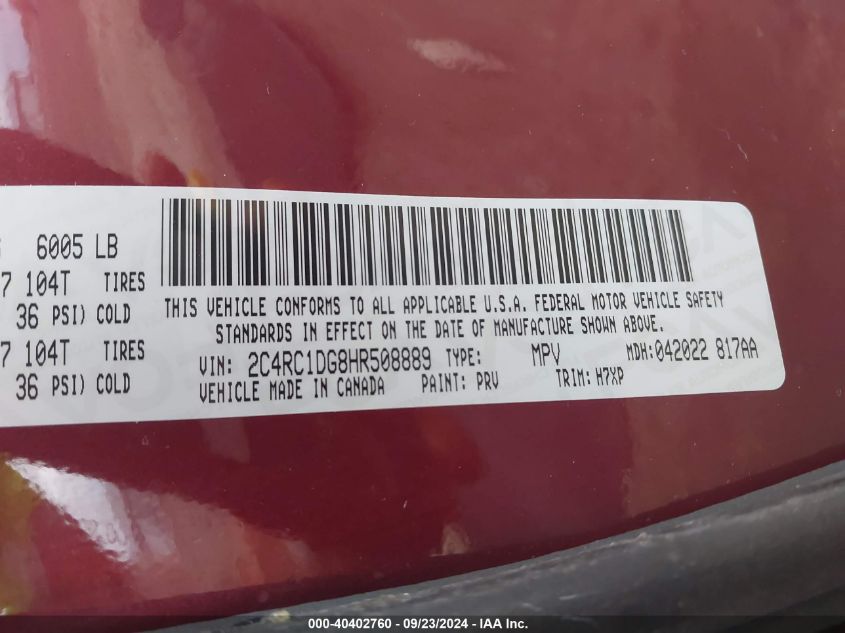 6005 LB
7 104T TIRES
36 PSI) COLD
7 104T TIRES
36 PSI) COLD
THIS VEHICLE CONFORMS TO ALL APPLICABLE U.S.A. FEDERAL MOTOR VEHICLE SAFETY
STANDARDS IN EFFECT ON THE DATE OF MANUFACTURE SHOWN ABOVE.
VIN: 2C4RC1DG8HR508889 TYPE: MPV MDH:042022 817AA
VEHICLE MADE IN CANADA PAINT: PRV TRIM: H7XP
000-40402760 - 09/23/2024 - IAA Inc.